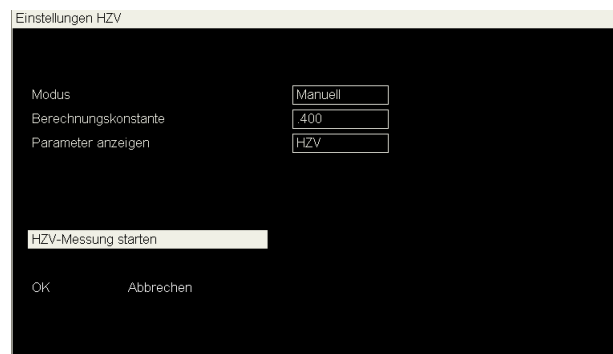 Einstellungen HZV
Modus Manuell
Berechnungskonstante .400
Parameter anzeigen HZV
HZV-Messung starten
OK Abbrechen